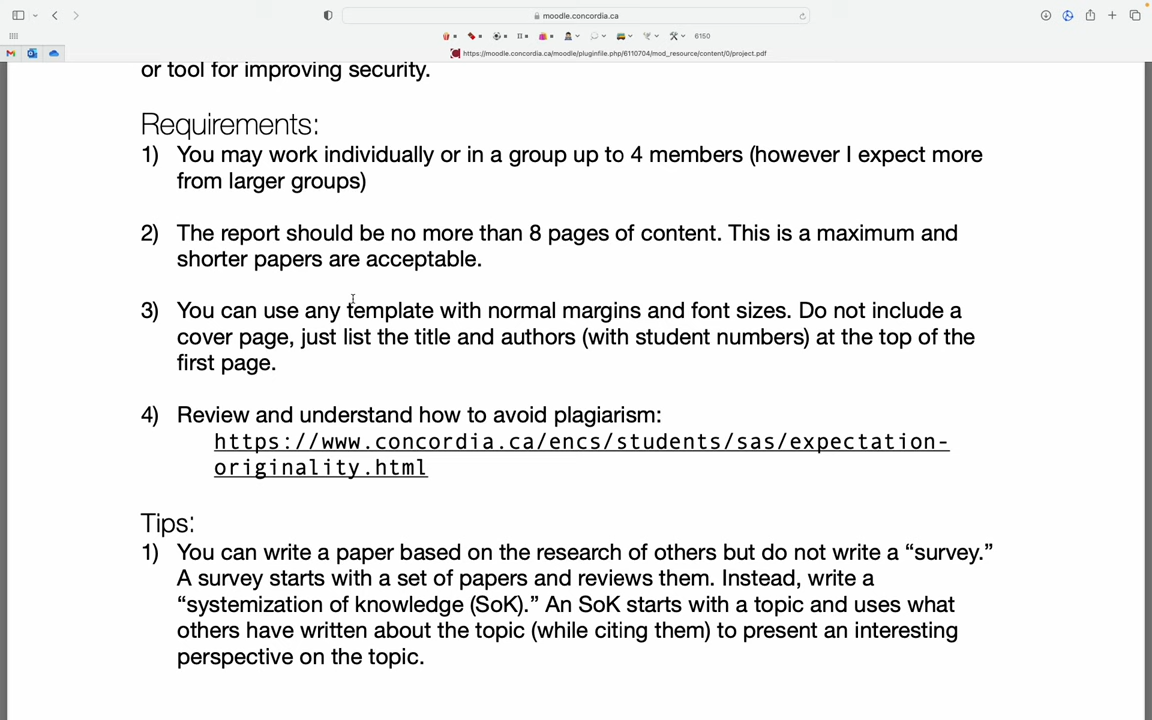 moodle.concordia.ca
6150
https://moodle.concordia.ca/moodle/pluginfile.php/6110704/mod_resource/content/0/project.pdf
or tool for improving security.
Requirements:
1) You may work individually or in a group up to 4 members (however I expect more
from larger groups)
2) The report should be no more than 8 pages of content. This is a maximum and
shorter papers are acceptable.
3) You can use any template with normal margins and font sizes. Do not include a
cover page, just list the title and authors (with student numbers) at the top of the
first page.
4) Review and understand how to avoid plagiarism:
https://www.concordia.ca/encs/students/sas/expectation-
originality.html
Tips:
1) You can write a paper based on the research of others but do not write a “survey.”
A survey starts with a set of papers and reviews them. Instead, write a
“systemization of knowledge (SoK).” An SoK starts with a topic and uses what
others have written about the topic (while citing them) to present an interesting
perspective on the topic.